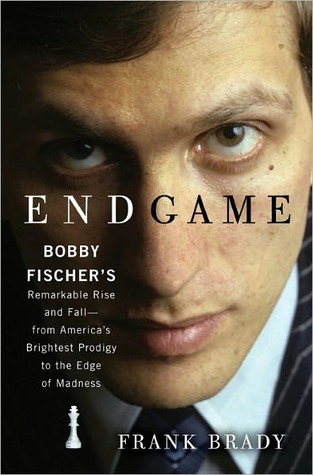 ENDGAME
BOBBY
FISCHER'S
Remarkable Rise
and Fall—
from America's
Brightest Prodigy
to the Edge
of Madness
FRANK BRADY